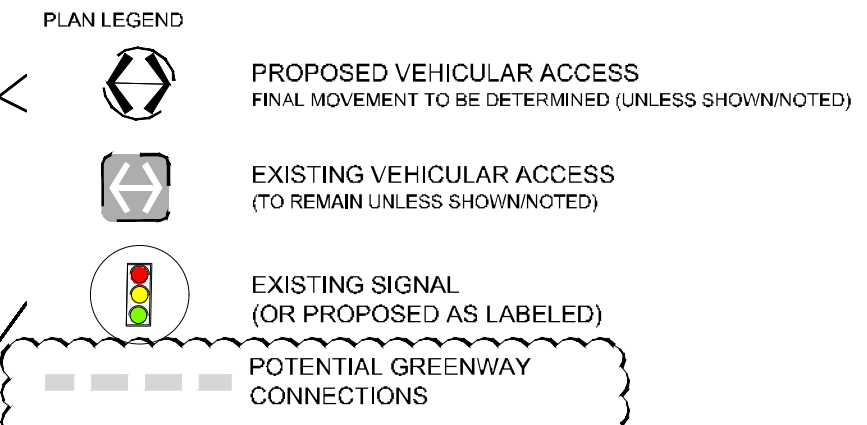 PLAN LEGEND
PROPOSED VEHICULAR ACCESS
FINAL MOVEMENT TO BE DETERMINED (UNLESS SHOWN/NOTED)
EXISTING VEHICULAR ACCESS
(TO REMAIN UNLESS SHOWN/NOTED)
EXISTING SIGNAL
(OR PROPOSED AS LABELED)
POTENTIAL GREENWAY
CONNECTIONS